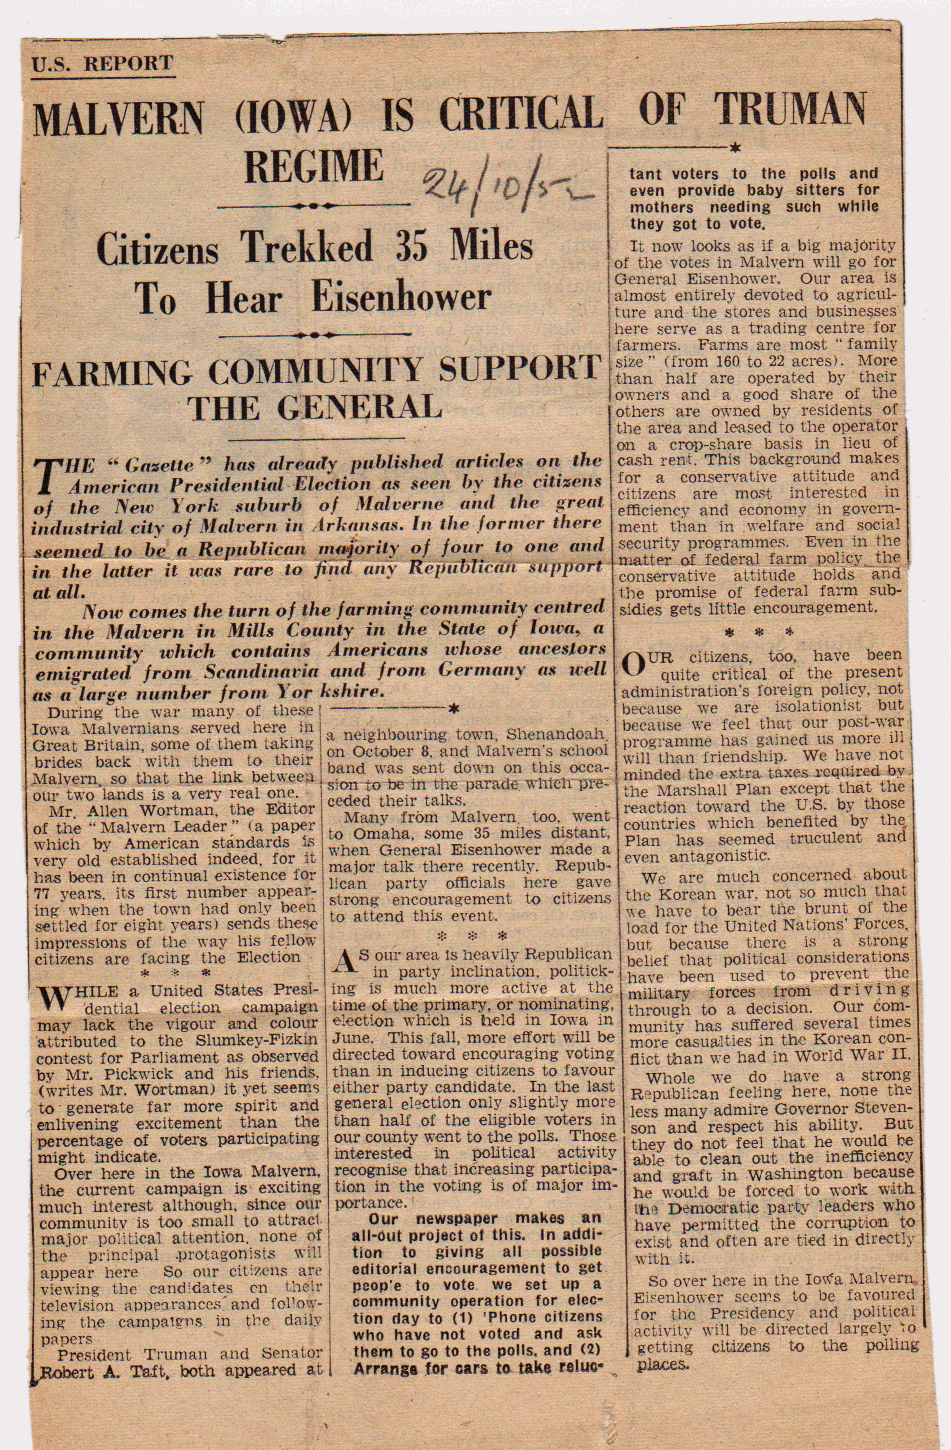 U.S. REPORT
MALVERN (IOWA) IS CRITICAL OF TRUMAN
REGIME
24/10/52
Citizens Trekked 35 Miles
To Hear Eisenhower
FARMING COMMUNITY SUPPORT
THE GENERAL
THE "Gazette" has already published articles on the
American Presidential Election as seen by the citizens
of the New York suburb of Malverne and the great
industrial city of Malvern in Arkansas. In the former there
seemed to be a Republican majority of four to one and
in the latter it was rare to find any Republican support
at all.
Now comes the turn of the farming community centred
in the Malvern in Mills County in the State of Iowa, a
community which contains Americans whose ancestors
emigrated from Scandinavia and from Germany as well
as a large number from Yor kshire.
During the war many of these
Iowa Malvernians served here in
Great Britain, some of them taking
brides back with them to their
Malvern, so that the link between
our two lands is a very real one.
Mr. Allen Wortman, the Editor
of the "Malvern Leader" (a paper
which by American standards is
very old established indeed, for it
has been in continual existence for
77 years, its first number appear-
ing when the town had only been
settled for eight years) sends these
impressions of the way his fellow
citizens are facing the Election
* * *
WHILE a United States Presi-
dential election campaign
may lack the vigour and colour
attributed to the Slumkey-Fizkin
contest for Parliament as observed
by Mr. Pickwick and his friends,
(writes Mr. Wortman) it yet seems
to generate far more spirit and
enlivening excitement than the
percentage of voters participating
might indicate.
Over here in the Iowa Malvern,
the current campaign is exciting
much interest although, since our
community is too small to attract
major political attention, none of
the principal protagonists will
appear here So our citizens are
viewing the candidates on their
television appearances and follow-
ing the campaigns in the daily
papers
President Truman and Senator
Robert A. Taft, both appeared at
*
a neighbouring town, Shenandoah,
on October 8, and Malvern's school
band was sent down on this occa-
sion to be in the parade which pre-
ceded their talks.
Many from Malvern, too, went
to Omaha, some 35 miles distant,
when General Eisenhower made a
major talk there recently. Repub-
lican party officials here gave
strong encouragement to citizens
to attend this event.
* * *
AS our area is heavily Republican
in party inclination, politick-
ing is much more active at the
time of the primary, or nominating,
election which is held in Iowa in
June. This fall, more effort will be
directed toward encouraging voting
than in inducing citizens to favour
either party candidate. In the last
general election only slightly more
than half of the eligible voters in
our county went to the polls. Those
interested in political activity
recognise that increasing participa-
tion in the voting is of major im-
portance.
Our newspaper makes an
all-out project of this. In addi-
tion to giving all possible
editorial encouragement to get
peop'e to vote we set up a
community operation for elec-
tion day to (1) 'Phone citizens
who have not voted and ask
them to go to the polls, and (2)
Arrange for cars to take reluc-
*
tant voters to the polls and
even provide baby sitters for
mothers needing such while
they got to vote.
It now looks as if a big majority
of the votes in Malvern will go for
General Eisenhower. Our area is
almost entirely devoted to agricul-
ture and the stores and businesses
here serve as a trading centre for
farmers. Farms are most "family
size" (from 160 to 22 acres). More
than half are operated by their
owners and a good share of the
others are owned by residents of
the area and leased to the operator
on a crop-share basis in lieu of
cash rent. This background makes
for a conservative attitude and
citizens are most interested in
efficiency and economy in govern-
ment than in welfare and social
security programmes. Even in the
matter of federal farm policy, the
conservative attitude holds and
the promise of federal farm sub-
sidies gets little encouragement.
* * *
OUR citizens, too, have been
quite critical of the present
administration's foreign policy, not
because we are isolationist but
because we feel that our post-war
programme has gained us more ill
will than friendship. We have not
minded the extra taxes required by
the Marshall Plan except that the
reaction toward the U.S. by those
countries which benefited by the
Plan has seemed truculent and
even antagonistic.
We are much concerned about
the Korean war, not so much that
we have to bear the brunt of the
load for the United Nations' Forces,
but because there is a strong
belief that political considerations
have been used to prevent the
military forces from driving
through to a decision. Our com-
munity has suffered several times
more casualties in the Korean con-
flict than we had in World War II.
Whole we do have a strong
Republican feeling here, none the
less many admire Governor Steven-
son and respect his ability. But
they do not feel that he would be
able to clean out the inefficiency
and graft in Washington because
he would be forced to work with
the Democratic party leaders who
have permitted the corruption to
exist and often are tied in directly
with it.
So over here in the Iowa Malvern,
Eisenhower seems to be favoured
for the Presidency and political
activity will be directed largely to
getting citizens to the polling
places.